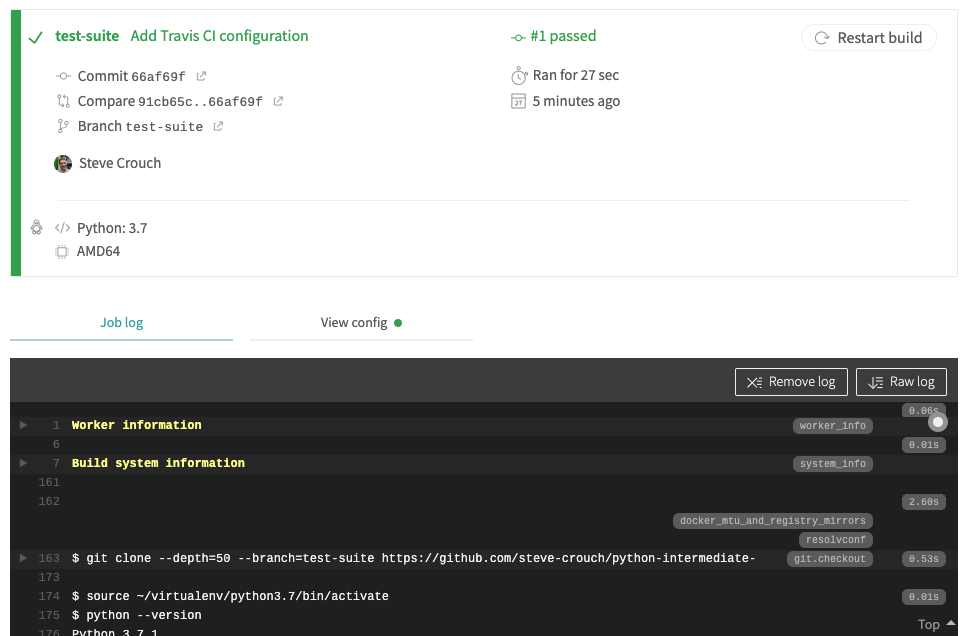 test-suite Add Travis CI configuration
#1 passed
Restart build
Commit 66af69f
Ran for 27 sec
Compare 91cb65c..66af69f
27
5 minutes ago
Branch test-suite
Steve Crouch
</> Python: 3.7
AMD64
Job log
View config
Remove log
Raw log
0.06s
1 Worker information worker_info
6 0.01s
7 Build system information system_info
161
162 2.60s
docker_mtu_and_registry_mirrors
resolvconf
163 $ git clone --depth=50 --branch=test-suite https://github.com/steve-crouch/python-intermediate- git.checkout 0.53s
173
174 $ source ~/virtualenv/python3.7/bin/activate 0.01s
175 $ python --version
176 Python 3.7.1
Top